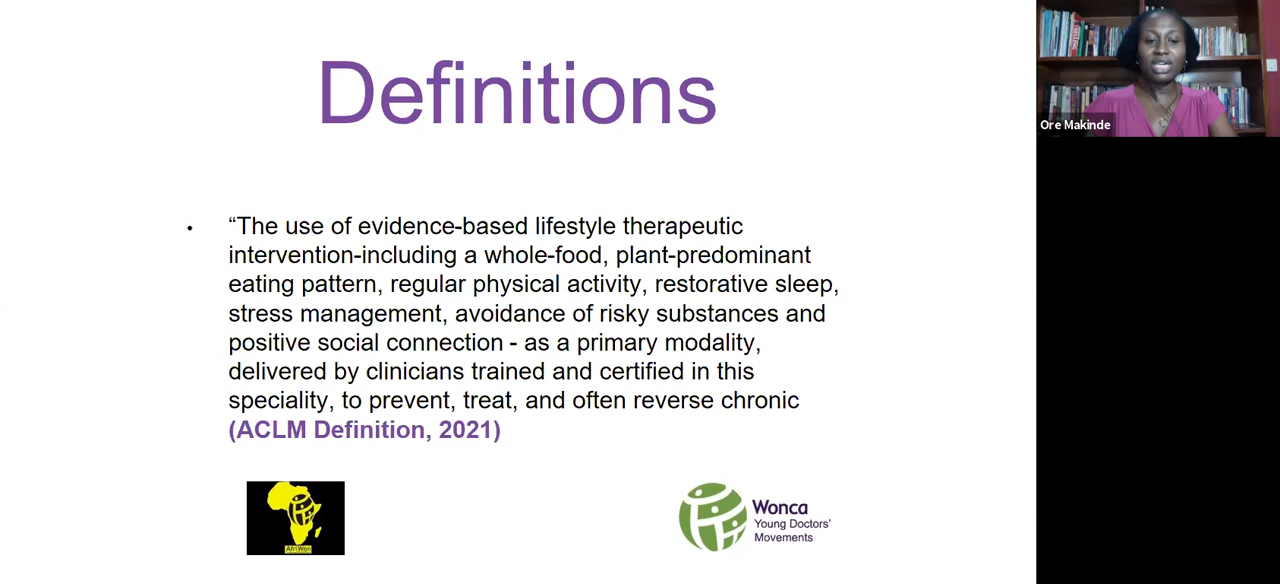 Definitions
• “The use of evidence-based lifestyle therapeutic
intervention-including a whole-food, plant-predominant
eating pattern, regular physical activity, restorative sleep,
stress management, avoidance of risky substances and
positive social connection - as a primary modality,
delivered by clinicians trained and certified in this
speciality, to prevent, treat, and often reverse chronic
(ACLM Definition, 2021)
AfriWon
Wonca
Young Doctors’
Movements
Ore Makinde